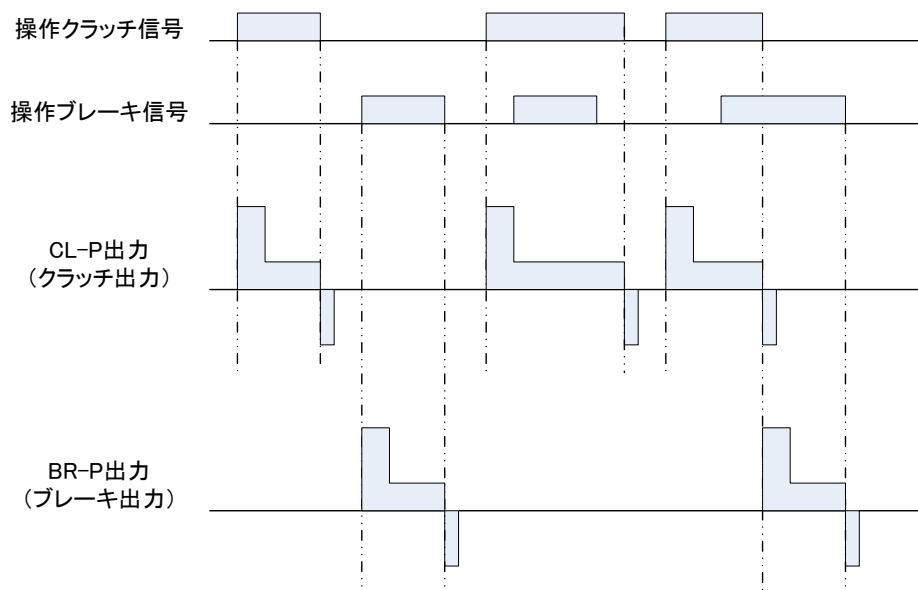 操作クラッチ信号
操作ブレーキ信号
CL-P出力
（クラッチ出力）
BR-P出力
（ブレーキ出力）